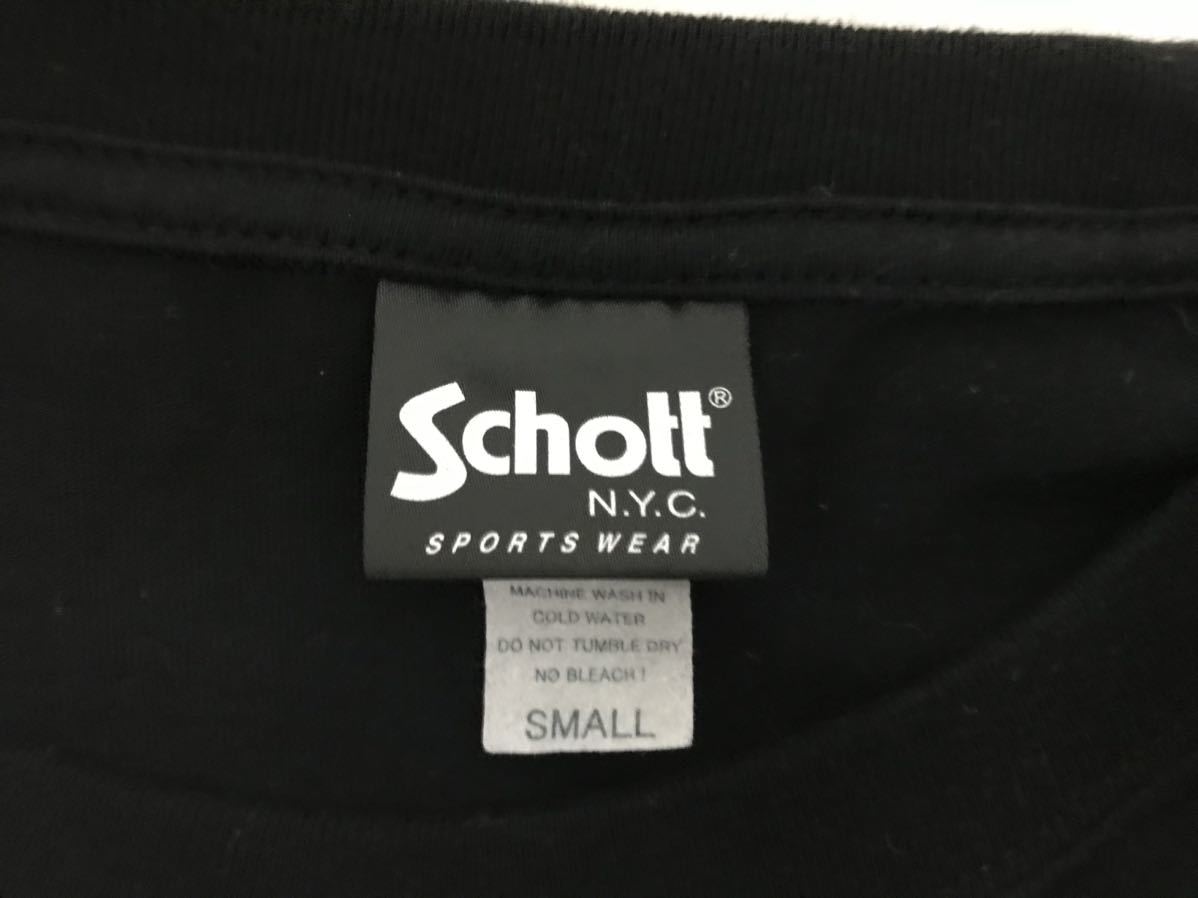 Schott®
N.Y.C.
SPORTS WEAR
MACHINE WASH IN
COLD WATER
DO NOT TUMBLE DRY
NO BLEACH!
SMALL